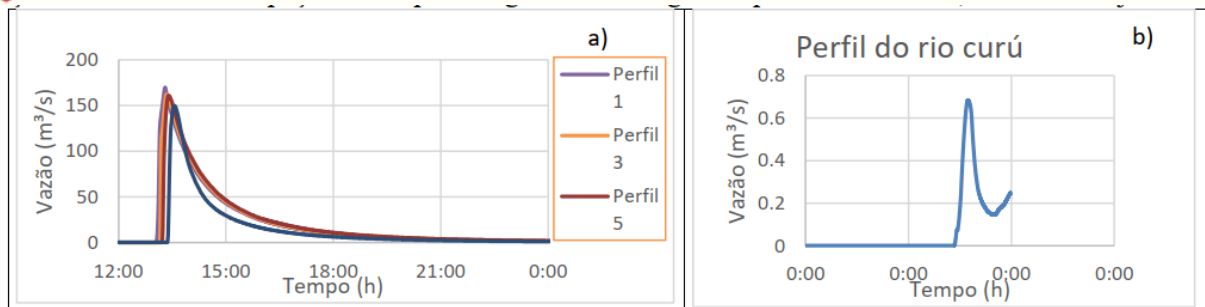 a)
200
150
100
50
0
Vazão (m³/s)
12:00 15:00 18:00 21:00 0:00
Tempo (h)
Perfil
1
Perfil
3
Perfil
5
b)
Perfil do rio curú
0.8
0.6
0.4
0.2
0
Vazão (m³/s)
0:00 0:00 0:00 0:00
Tempo (h)